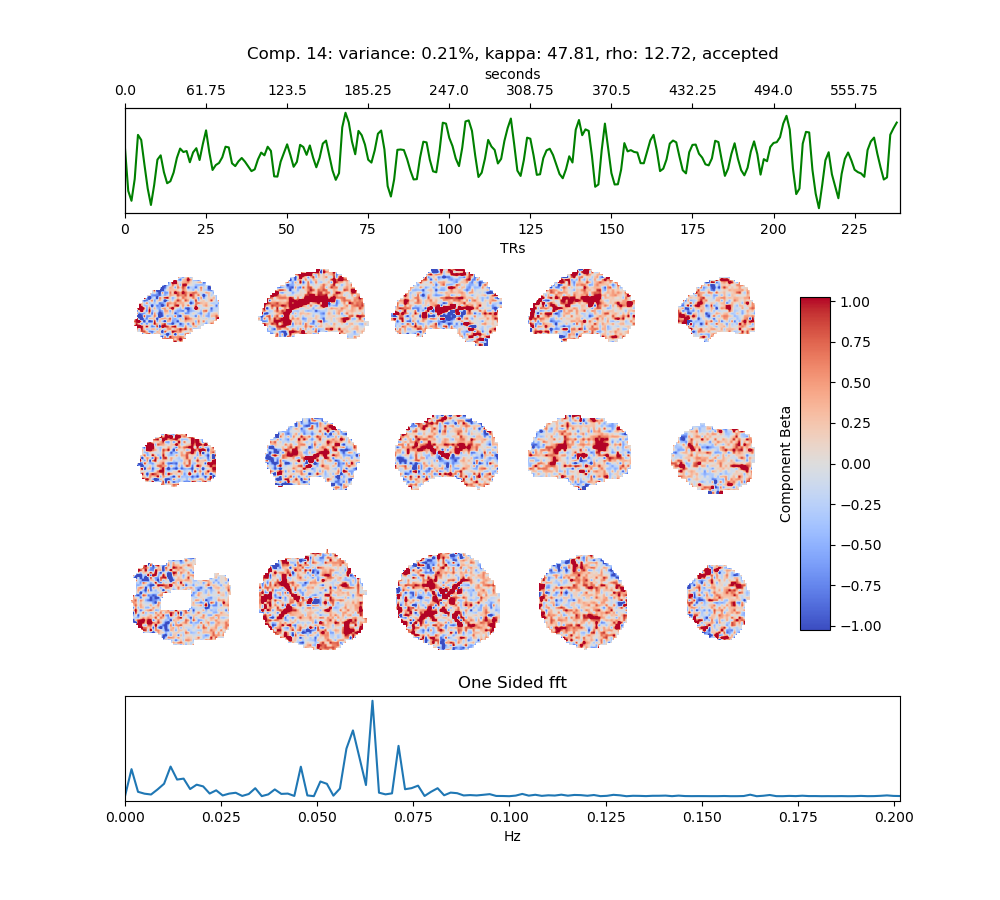 Comp. 14: variance: 0.21%, kappa: 47.81, rho: 12.72, accepted
seconds
0.0 61.75 123.5 185.25 247.0 308.75 370.5 432.25 494.0 555.75
0 25 50 75 100 125 150 175 200 225
TRs
1.00
0.75
0.50
0.25
0.00
−0.25
−0.50
−0.75
−1.00
Component Beta
One Sided fft
0.000 0.025 0.050 0.075 0.100 0.125 0.150 0.175 0.200
Hz